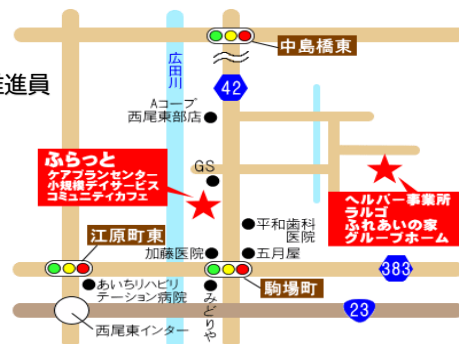 中島橋東
広田川
進員
42
Aコープ
西尾東部店
GS
ふらっと
ケアプランセンター
小規模デイサービス
コミュニティカフェ
ヘルパー事業所
ラルゴ
ふれあいの家
グループホーム
平和歯科
医院
江原町東
加藤医院
五月屋
383
駒場町
あいちリハビリ
テーション病院
みどりや
23
西尾東インター